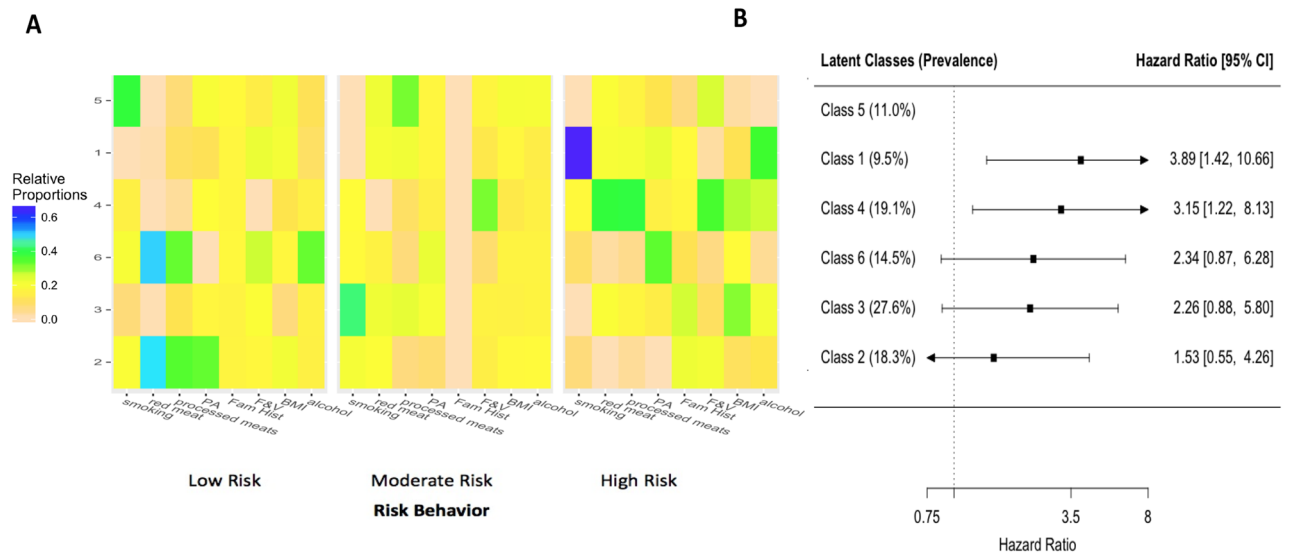 A
B
Latent Classes (Prevalence) Hazard Ratio [95% CI]
Class 5 (11.0%)
Class 1 (9.5%) 3.89 [1.42, 10.66]
Class 4 (19.1%) 3.15 [1.22, 8.13]
Class 6 (14.5%) 2.34 [0.87, 6.28]
Class 3 (27.6%) 2.26 [0.88, 5.80]
Class 2 (18.3%) 1.53 [0.55, 4.26]
0.75 3.5 8
Hazard Ratio
Relative
Proportions
0.6
0.4
0.2
0.0
5
1
4
6
3
2
smoking
red meat
processed meats
PA
Fam Hist
F&V
BMI
alcohol
smoking
red meat
processed meats
PA
Fam Hist
F&V
BMI
alcohol
smoking
red meat
processed meats
PA
Fam Hist
F&V
BMI
alcohol
Low Risk Moderate Risk High Risk
Risk Behavior